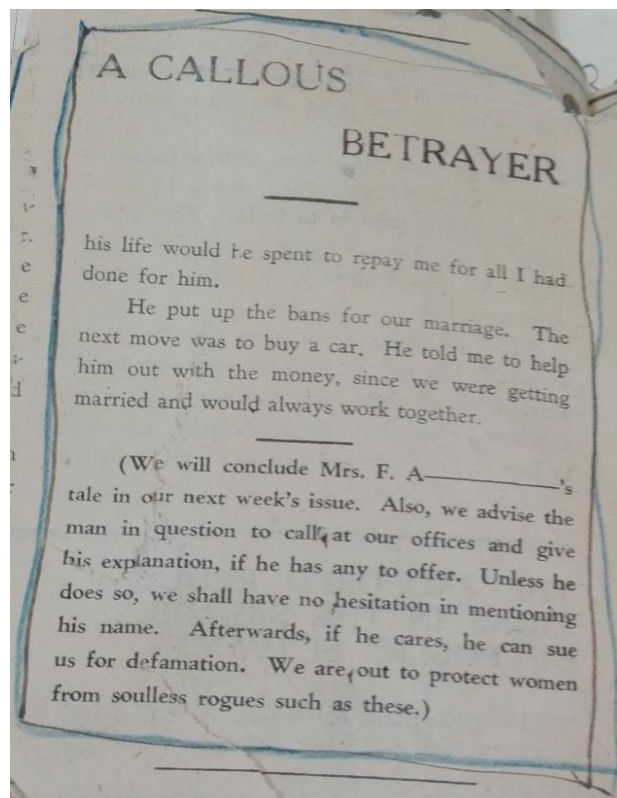 A CALLOUS
BETRAYER
his life would be spent to repay me for all I had
done for him.
He put up the bans for our marriage. The
next move was to buy a car. He told me to help
him out with the money, since we were getting
married and would always work together.
(We will conclude Mrs. F. A————'s
tale in our next week's issue. Also, we advise the
man in question to call at our offices and give
his explanation, if he has any to offer. Unless he
does so, we shall have no hesitation in mentioning
his name. Afterwards, if he cares, he can sue
us for defamation. We are out to protect women
from soulless rogues such as these.)